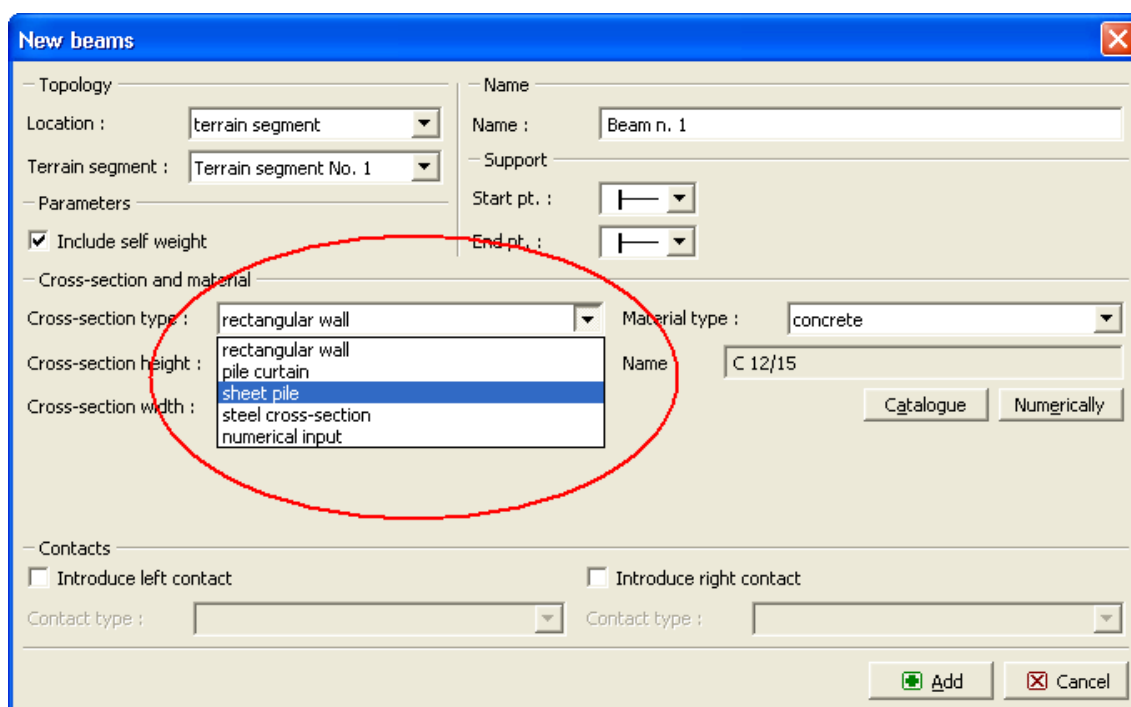 New beams
Topology
Location :
terrain segment
Terrain segment :
Terrain segment No. 1
Parameters
Include self weight
Name
Name :
Beam n. 1
Support
Start pt. :
End pt. :
Cross-section and material
Cross-section type :
rectangular wall
Material type :
concrete
Cross-section height :
rectangular wall
pile curtain
sheet pile
steel cross-section
numerical input
Name
C 12/15
Cross-section width :
Catalogue
Numerically
Contacts
Introduce left contact
Introduce right contact
Contact type :
Contact type :
Add
Cancel